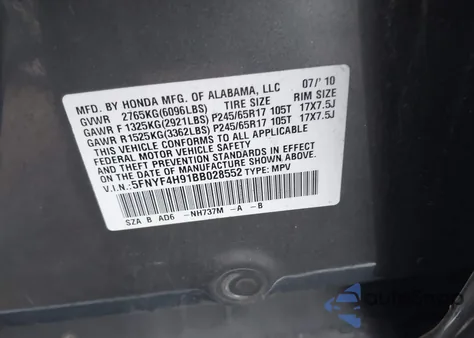 MFD. BY HONDA MFG. OF ALABAMA, LLC 07/'10
GVWR 2765KG(6096LBS) TIRE SIZE RIM SIZE
GAWR F 1325KG(2921LBS) P245/65R17 105T 17X7.5J
GAWR R1525KG(3362LBS) P245/65R17 105T 17X7.5J
THIS VEHICLE CONFORMS TO ALL APPLICABLE
FEDERAL MOTOR VEHICLE SAFETY AND
THEFT PREVENTION STANDARDS IN EFFECT ON
THE DATE OF MANUFACTURE SHOWN ABOVE.
V.I.N.: 5FNYF4H91BB028552 TYPE: MPV
SZA B AD6 -NH737M -A -B